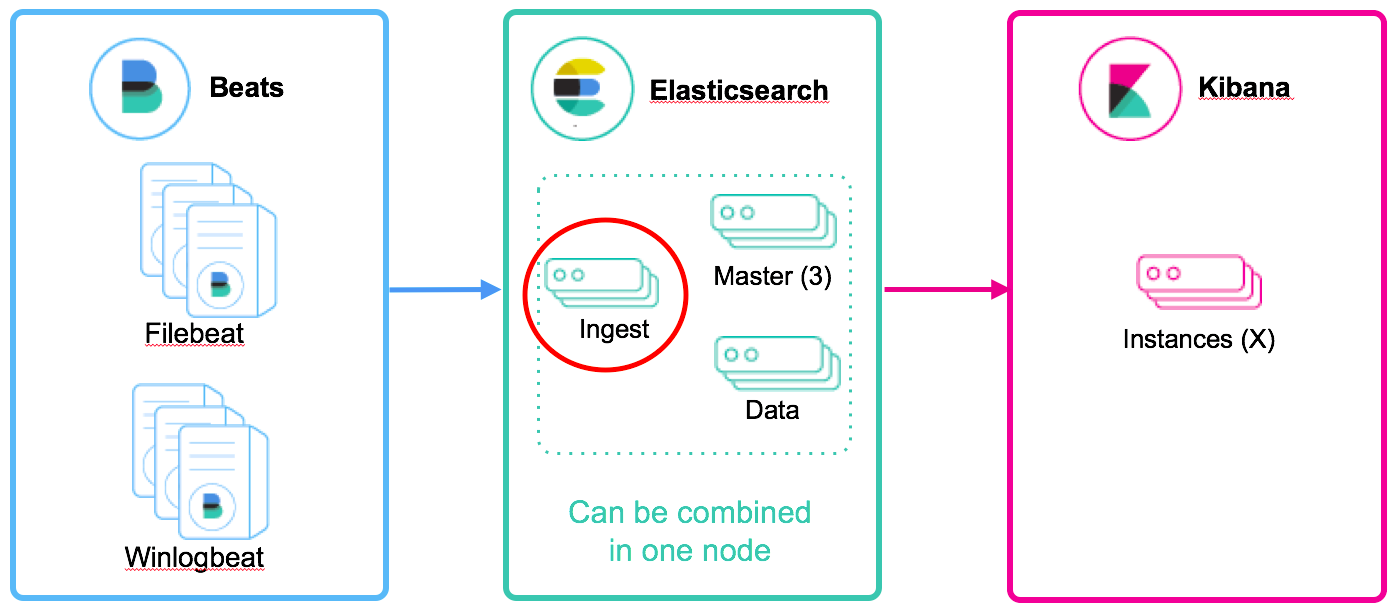 Beats
Filebeat
Winlogbeat
Elasticsearch
Ingest
Master (3)
Data
Can be combined
in one node
Kibana
Instances (X)